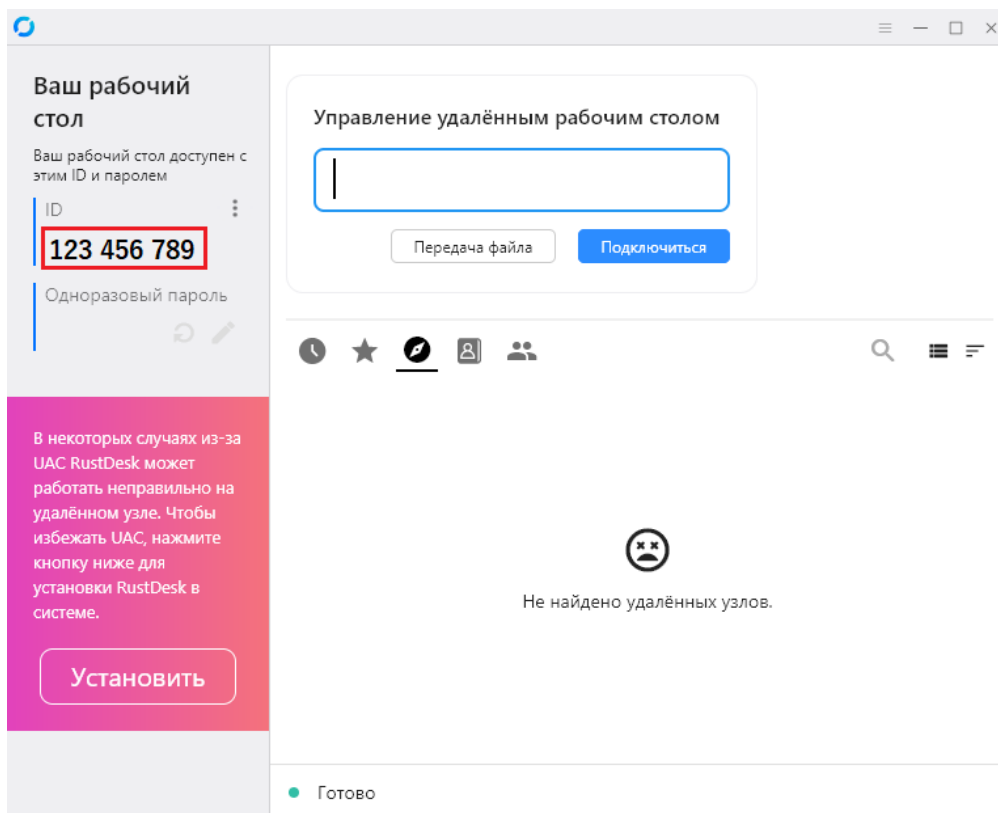 Ваш рабочий
стол
Ваш рабочий стол доступен с
этим ID и паролем
ID
123 456 789
Одноразовый пароль
В некоторых случаях из-за
UAC RustDesk может
работать неправильно на
удалённом узле. Чтобы
избежать UAC, нажмите
кнопку ниже для
установки RustDesk в
системе.
Установить
Управление удалённым рабочим столом
Передача файла
Подключиться
Не найдено удалённых узлов.
Готово